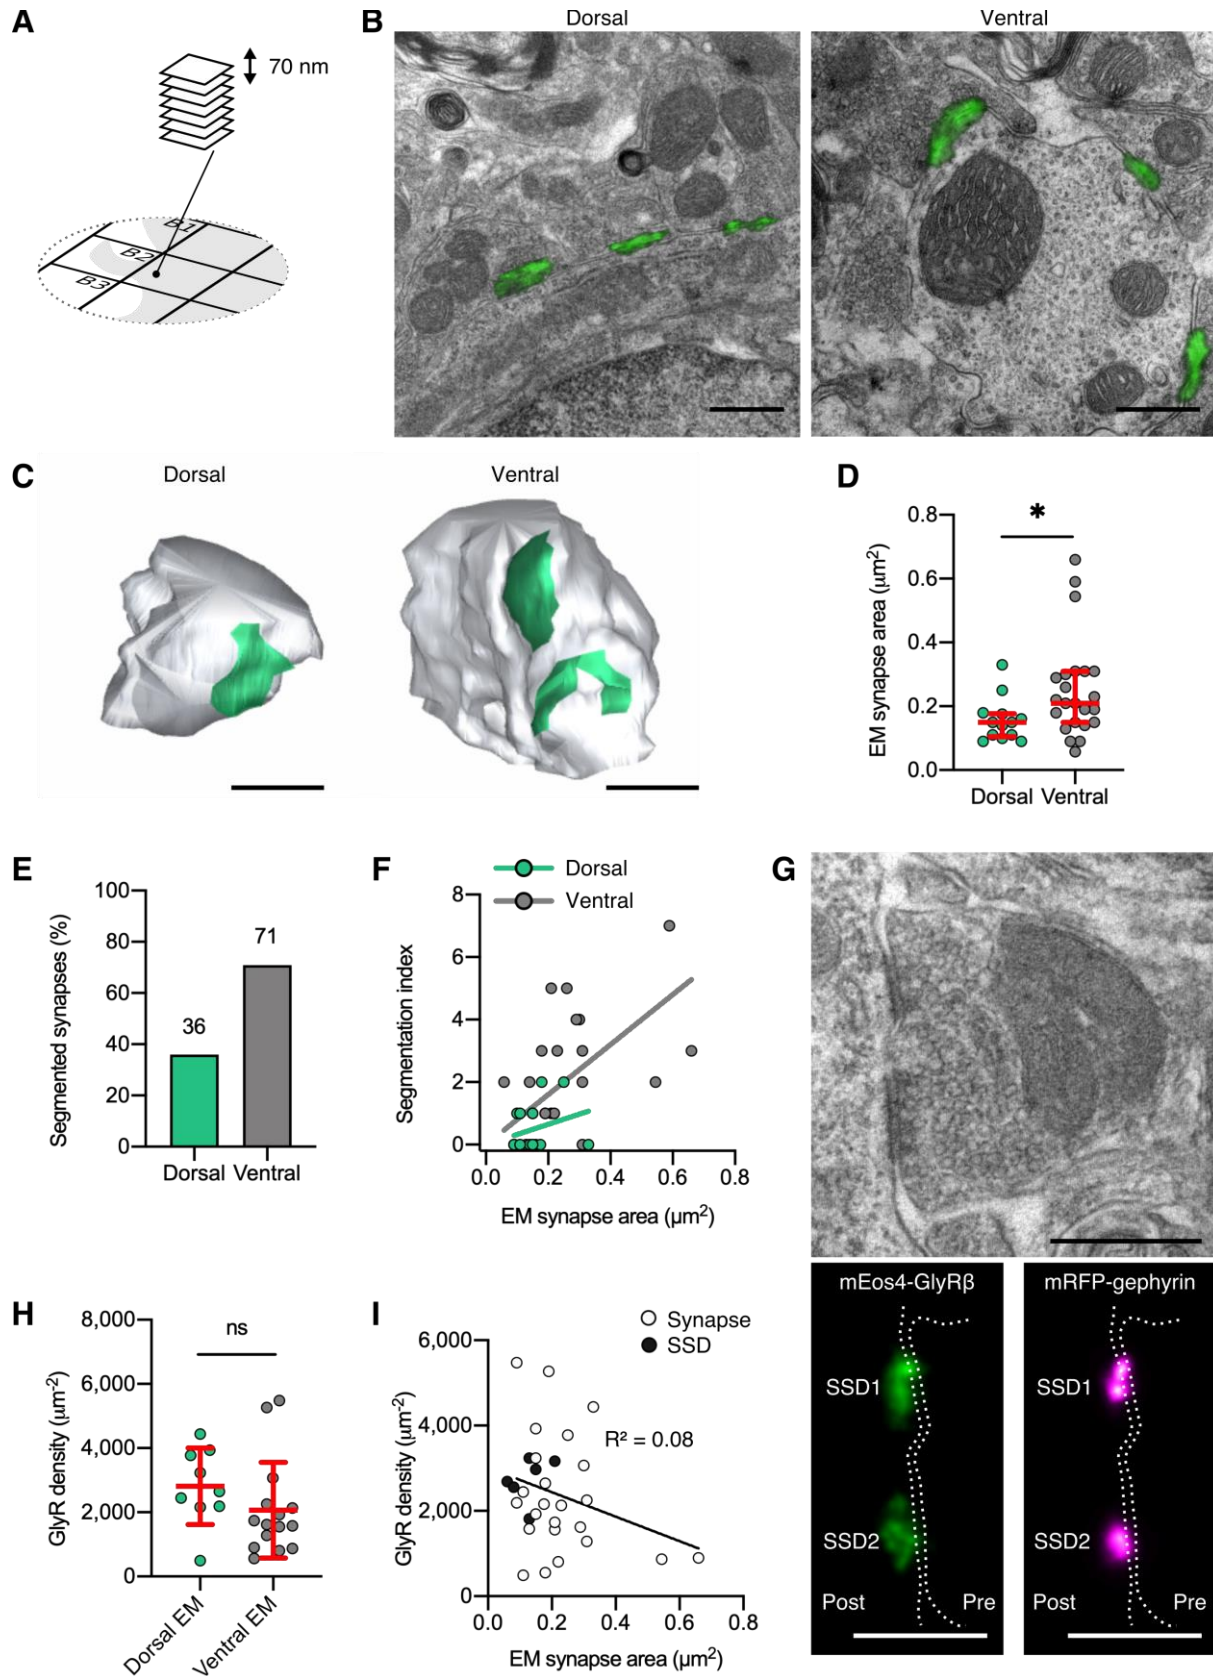 A
70 nm
B1
B2
B3
B
Dorsal
Ventral
C
Dorsal
Ventral
D
*
EM synapse area (μm²)
0.8
0.6
0.4
0.2
0.0
Dorsal Ventral
E
Segmented synapses (%)
100
80
60
40
20
0
36
71
Dorsal Ventral
F
Dorsal
Ventral
Segmentation index
8
6
4
2
0
0.0 0.2 0.4 0.6 0.8
EM synapse area (μm²)
G
mEos4-GlyRβ
SSD1
SSD2
Post Pre
mRFP-gephyrin
SSD1
SSD2
Post Pre
H
ns
GlyR density (μm⁻²)
8,000
6,000
4,000
2,000
0
Dorsal EM
Ventral EM
I
Synapse
SSD
GlyR density (μm⁻²)
6,000
4,000
2,000
0
R² = 0.08
0.0 0.2 0.4 0.6 0.8
EM synapse area (μm²)